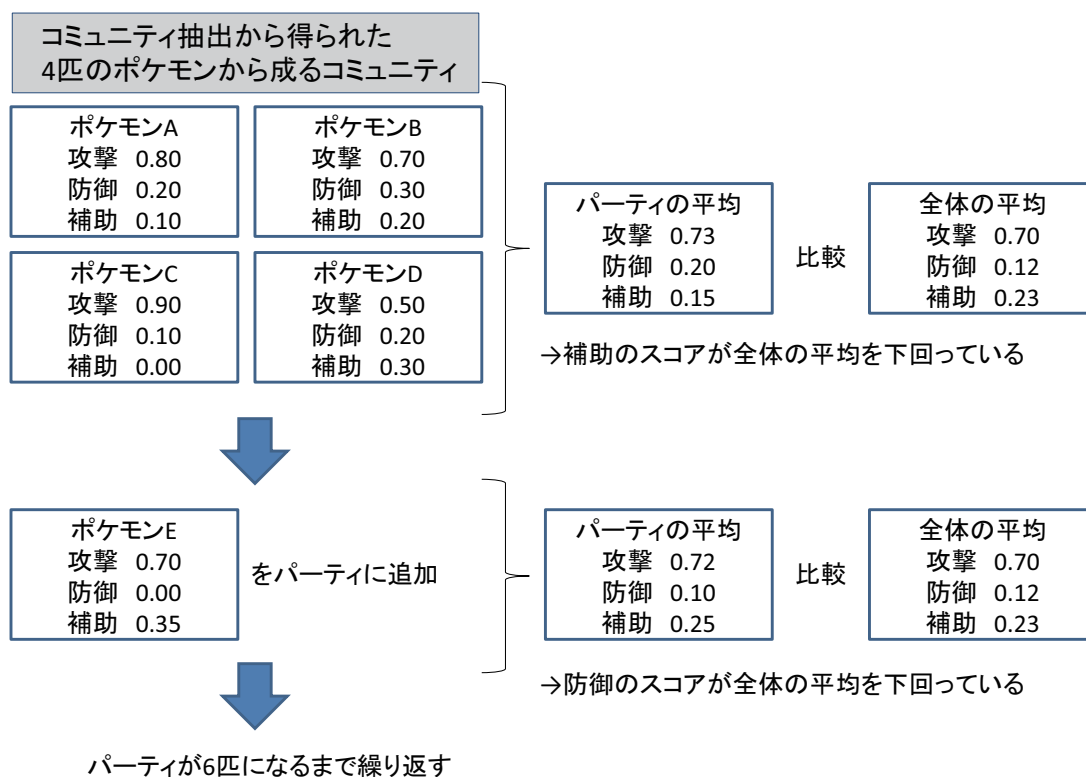 コミュニティ抽出から得られた
4匹のポケモンから成るコミュニティ
ポケモンA
攻撃 0.80
防御 0.20
補助 0.10
ポケモンB
攻撃 0.70
防御 0.30
補助 0.20
ポケモンC
攻撃 0.90
防御 0.10
補助 0.00
ポケモンD
攻撃 0.50
防御 0.20
補助 0.30
パーティの平均
攻撃 0.73
防御 0.20
補助 0.15
比較
全体の平均
攻撃 0.70
防御 0.12
補助 0.23
→補助のスコアが全体の平均を下回っている
ポケモンE
攻撃 0.70
防御 0.00
補助 0.35
をパーティに追加
パーティの平均
攻撃 0.72
防御 0.10
補助 0.25
比較
全体の平均
攻撃 0.70
防御 0.12
補助 0.23
→防御のスコアが全体の平均を下回っている
パーティが6匹になるまで繰り返す